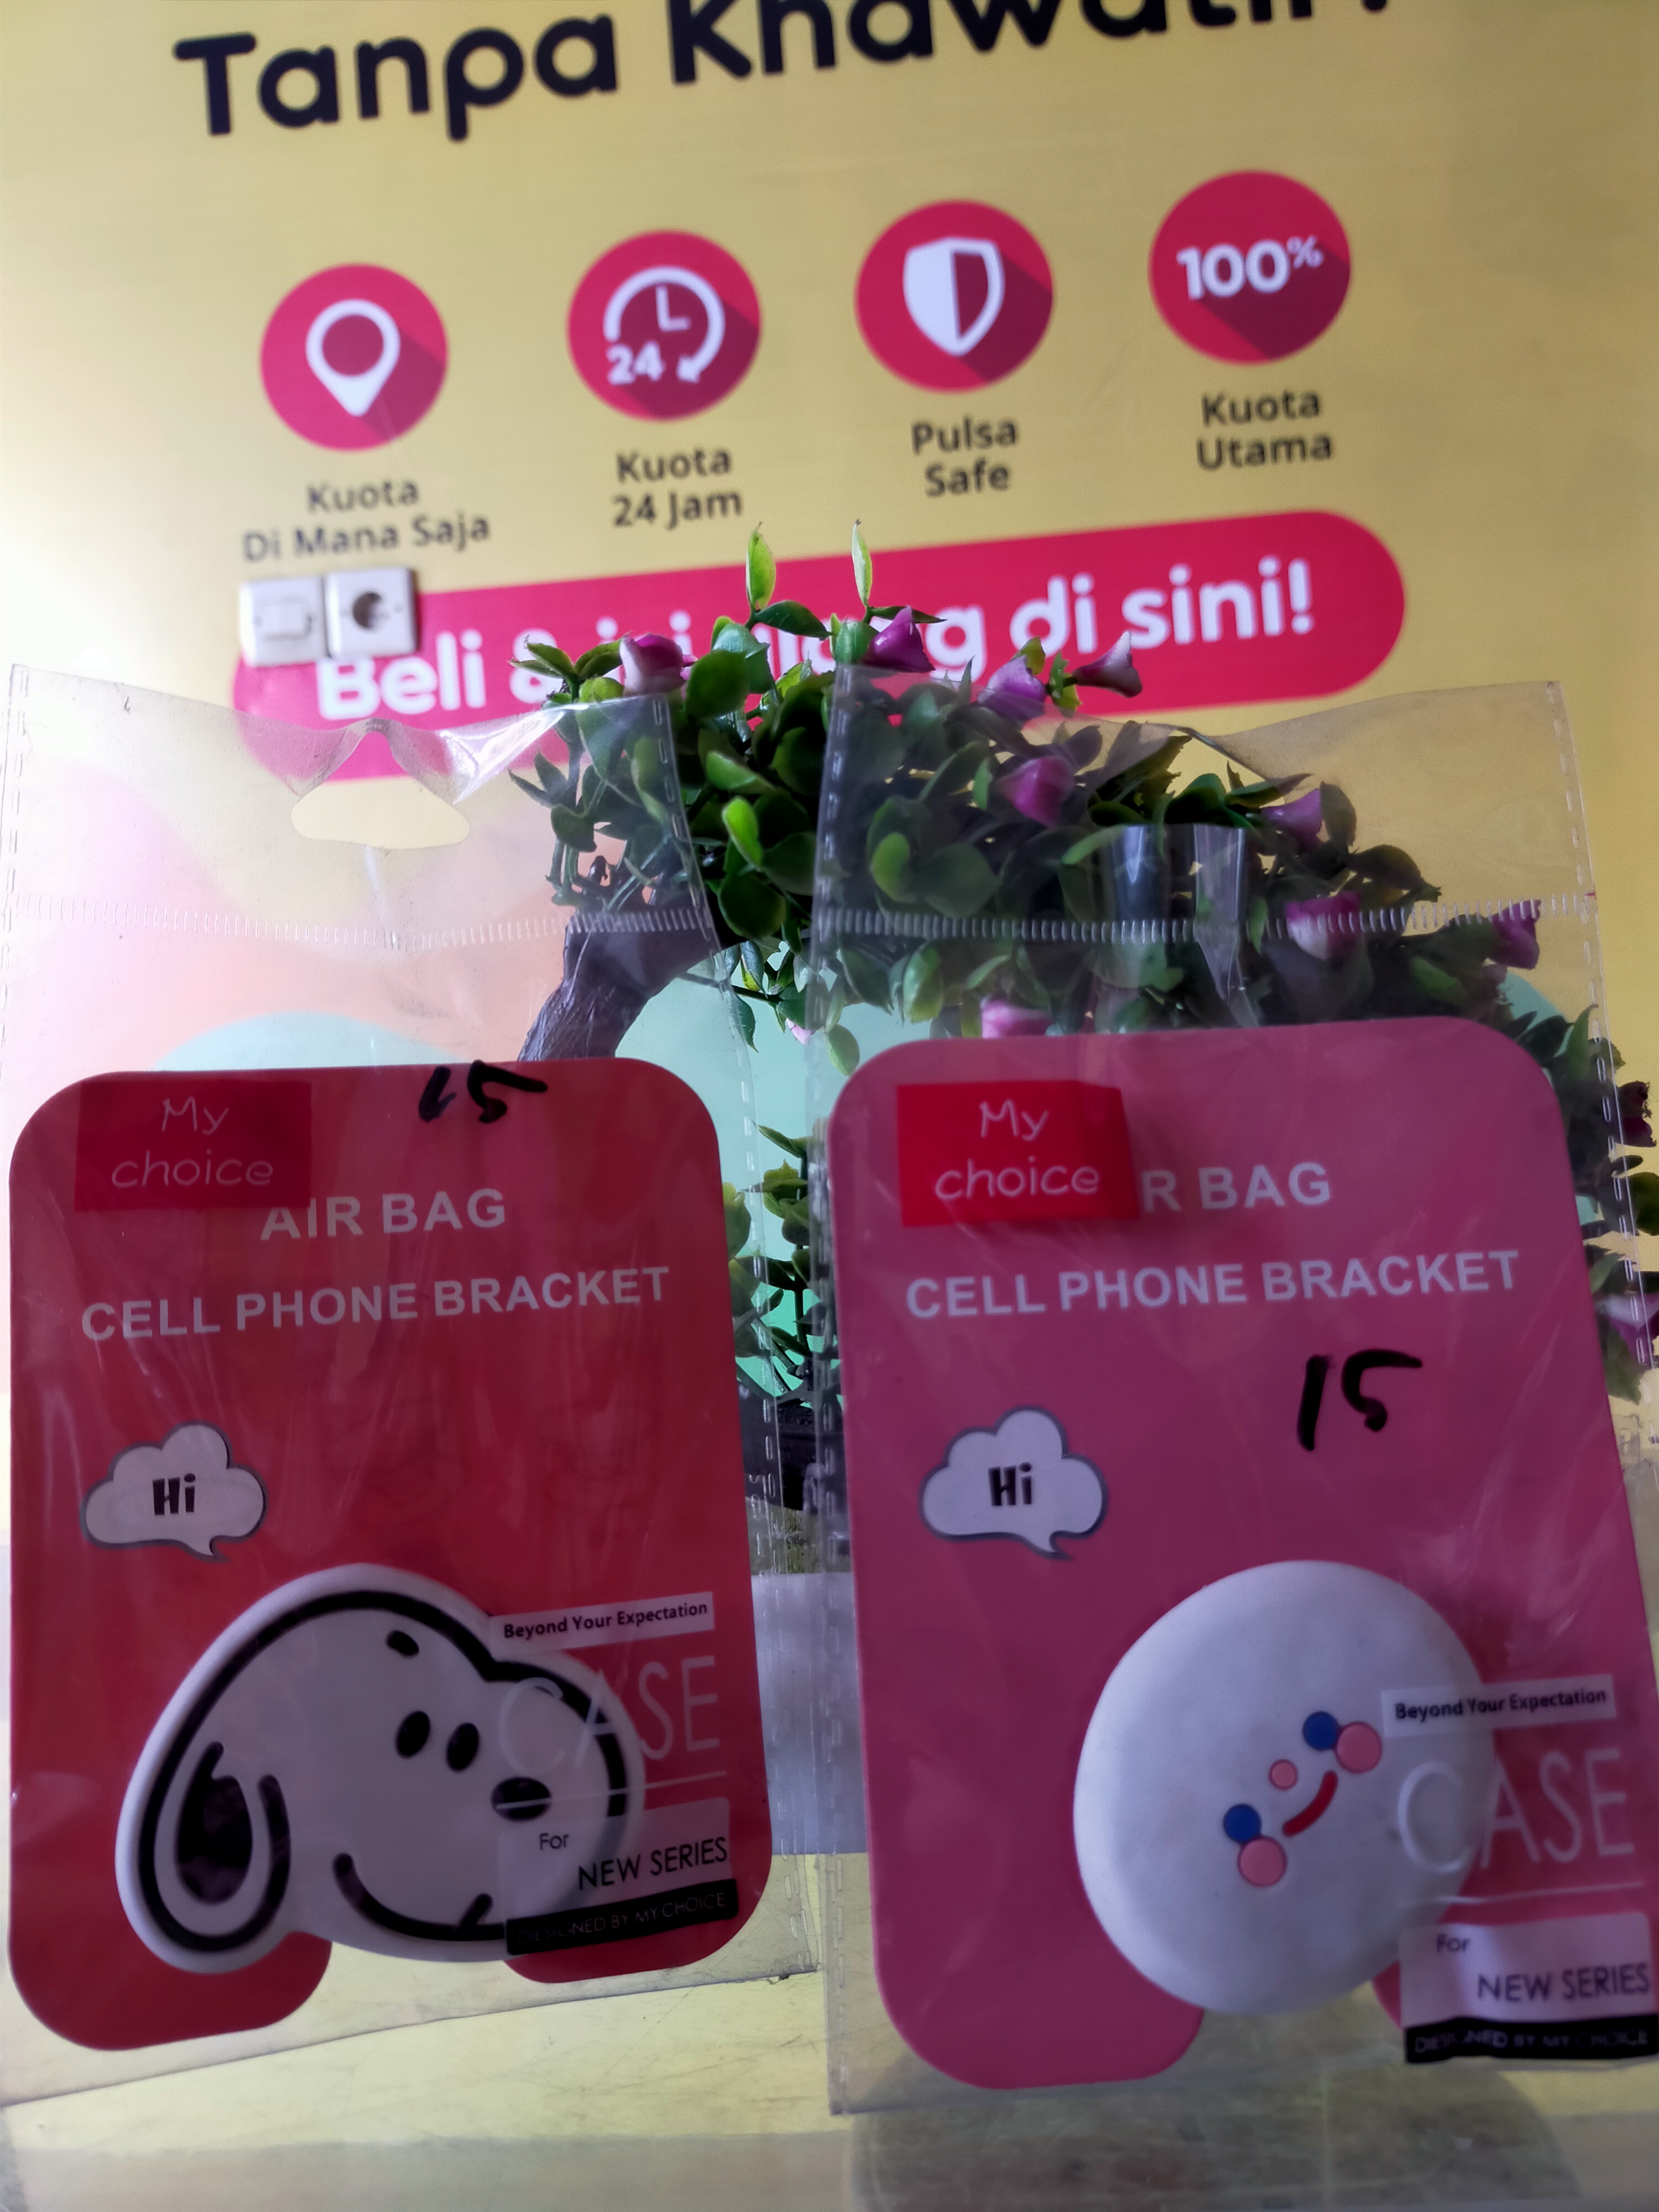 Tanpa Khawatir!
100%
24
Kuota
Di Mana Saja
Kuota
24 Jam
Pulsa
Safe
Kuota
Utama
Beli & isi ulang di sini!
My
choice
15
AIR BAG
CELL PHONE BRACKET
Hi
Beyond Your Expectation
CASE
For
NEW SERIES
DESIGNED BY MY CHOICE
My
choice
R BAG
CELL PHONE BRACKET
15
Hi
Beyond Your Expectation
CASE
For
NEW SERIES
DESIGNED BY MY CHOICE